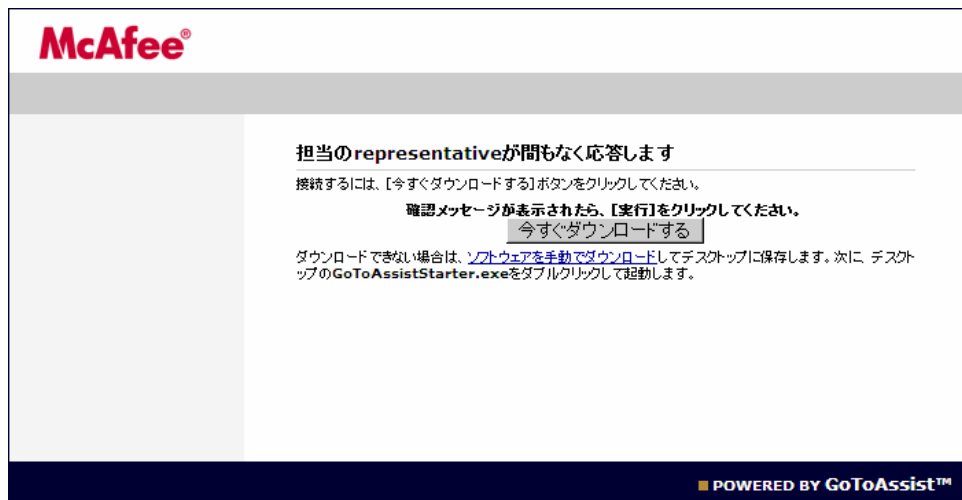 McAfee®
担当のrepresentativeが間もなく応答します
接続するには、[今すぐダウンロードする]ボタンをクリックしてください。
確認メッセージが表示されたら、[実行]をクリックしてください。
今すぐダウンロードする
ダウンロードできない場合は、ソフトウェアを手動でダウンロードしてデスクトップに保存します。次に、デスクト
ップのGoToAssistStarter.exeをダブルクリックして起動します。
POWERED BY GoToAssist™